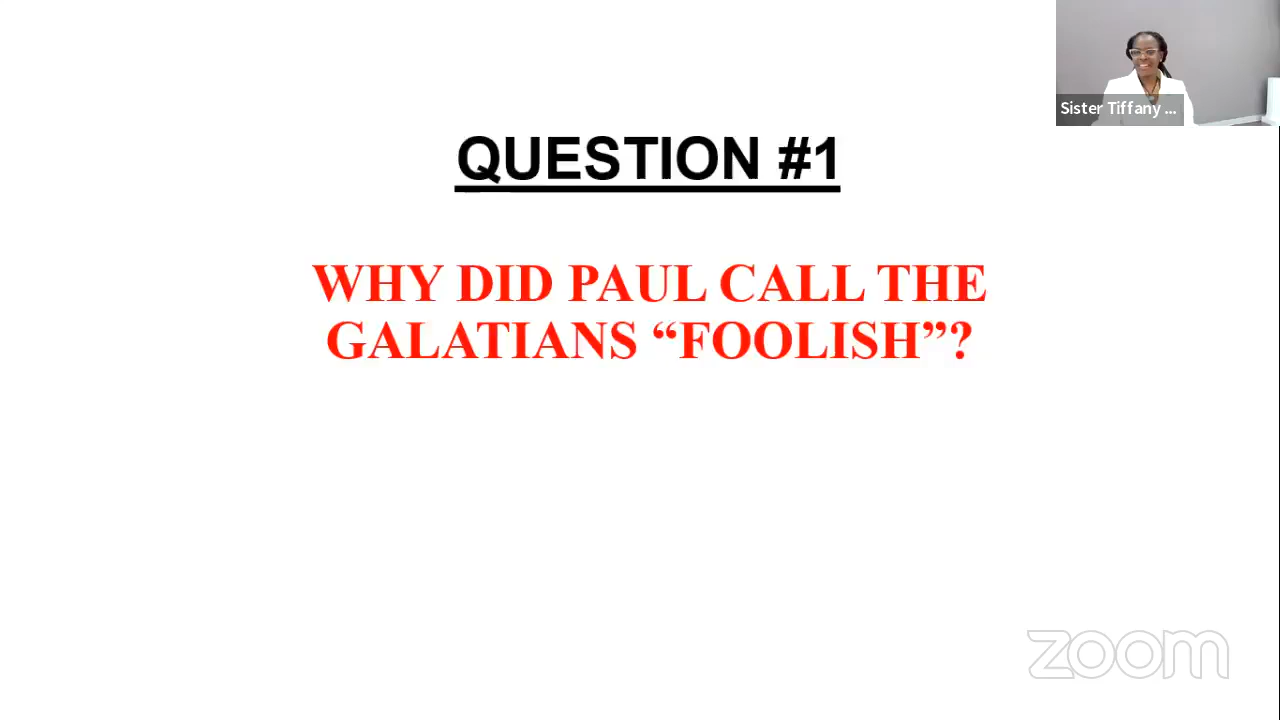 Sister Tiffany ...
QUESTION #1
WHY DID PAUL CALL THE
GALATIANS “FOOLISH”?
zoom